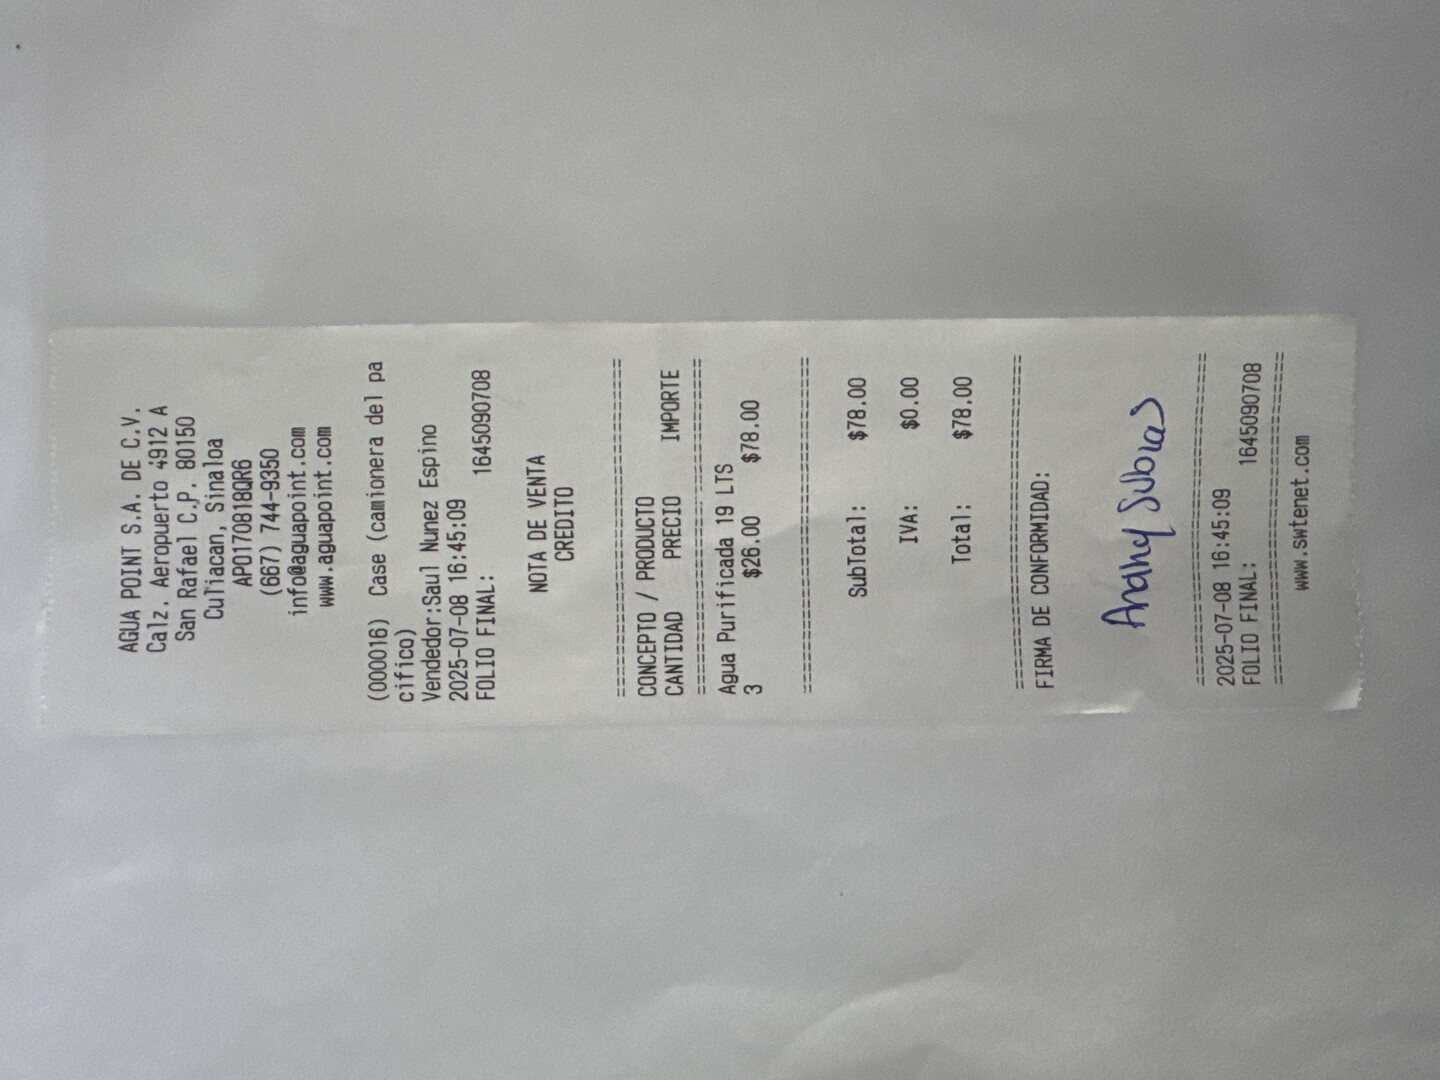 AGUA POINT S.A. DE C.V.
Calz. Aeropuerto 4912 A
San Rafael C.P. 80150
Culiacan, Sinaloa
APO170818QR6
(667) 744-9350
info@aguapoint.com
www.aguapoint.com
(000016) Case (camionera del pa
cifico)
Vendedor:Saul Nunez Espino
2025-07-08 16:45:09
FOLIO FINAL: 1645090708
NOTA DE VENTA
CREDITO
======================================
CONCEPTO / PRODUCTO
CANTIDAD PRECIO IMPORTE
======================================
Agua Purificada 19 LTS
3 $26.00 $78.00
======================================
SubTotal: $78.00
IVA: $0.00
Total: $78.00
======================================
FIRMA DE CONFORMIDAD:
======================================
2025-07-08 16:45:09
FOLIO FINAL: 1645090708
======================================
www.swtenet.com